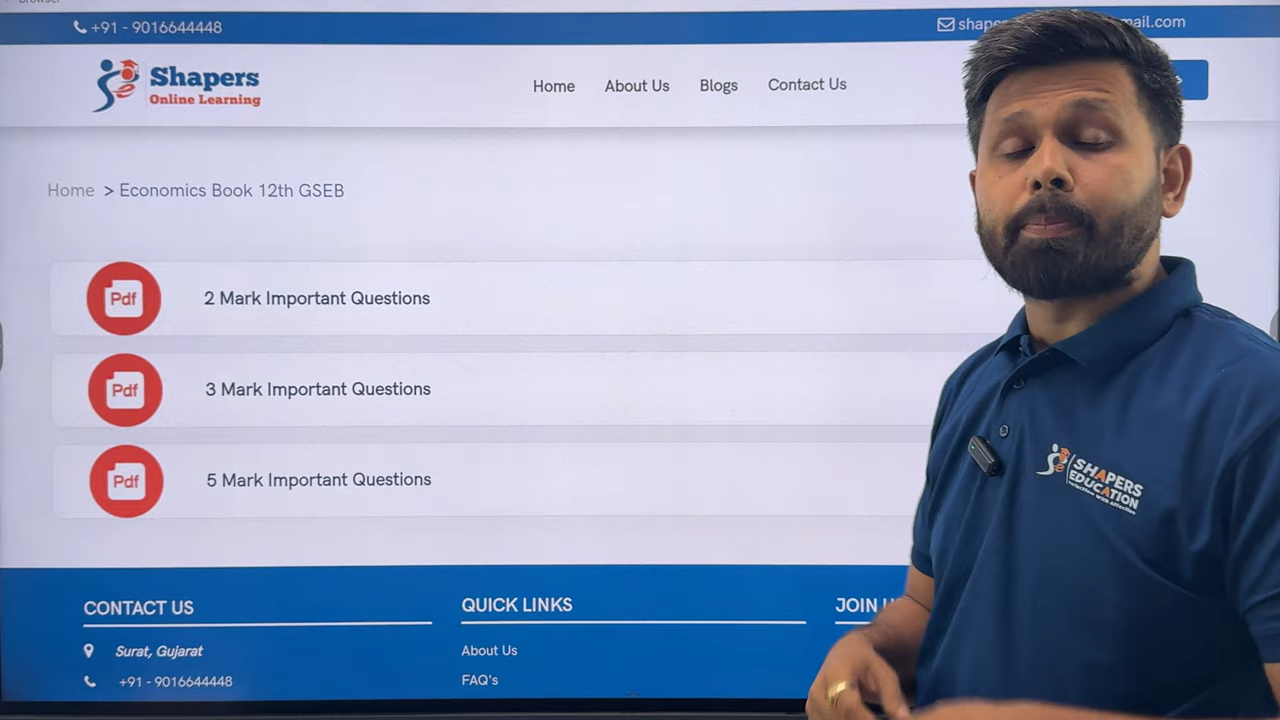 +91 - 9016644448
mail.com
Shapers
Online Learning
Home
About Us
Blogs
Contact Us
Home > Economics Book 12th GSEB
Pdf
2 Mark Important Questions
Pdf
3 Mark Important Questions
Pdf
5 Mark Important Questions
SHAPERS
EDUCATION
CONTACT US
QUICK LINKS
JOIN
Surat, Gujarat
About Us
+91 - 9016644448
FAQ's